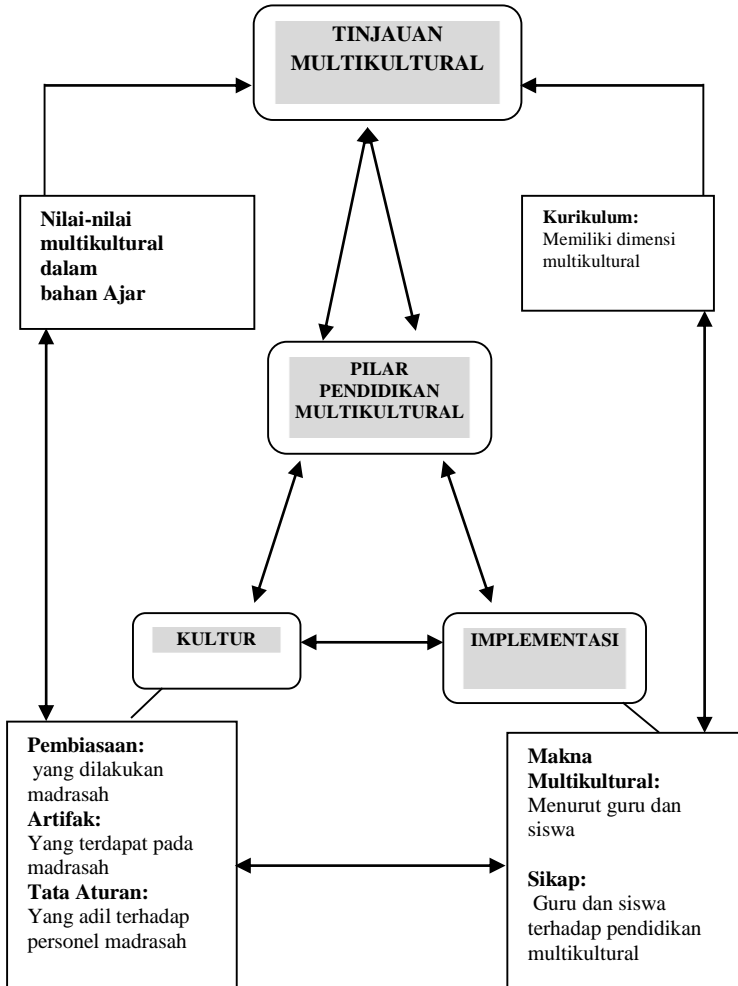 TINJAUAN
MULTIKULTURAL
Nilai-nilai
multikultural
dalam
bahan Ajar
Kurikulum:
Memiliki dimensi
multikultural
PILAR
PENDIDIKAN
MULTIKULTURAL
KULTUR
IMPLEMENTASI
Pembiasaan:
yang dilakukan
madrasah
Artifak:
Yang terdapat pada
madrasah
Tata Aturan:
Yang adil terhadap
personel madrasah
Makna
Multikultural:
Menurut guru dan
siswa
Sikap:
Guru dan siswa
terhadap pendidikan
multikultural